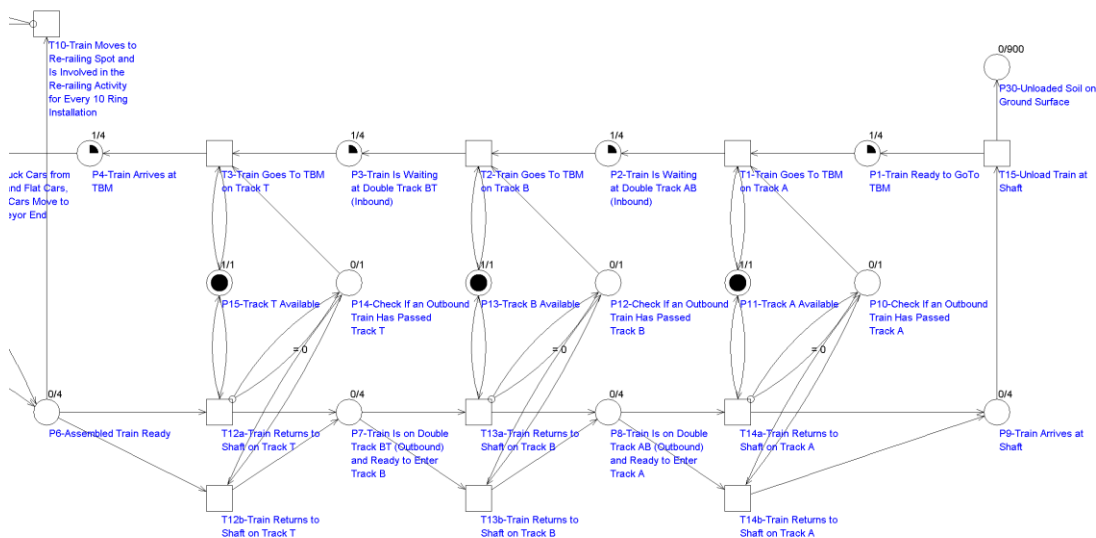 T10-Train Moves to
Re-railing Spot and
Is Involved in the
Re-railing Activity
for Every 10 Ring
Installation
0/900
P30-Unloaded Soil on
Ground Surface
1/4
1/4
1/4
1/4
uck Cars from
and Flat Cars,
Cars Move to
eyor End
P4-Train Arrives at
TBM
T3-Train Goes To TBM
on Track T
P3-Train Is Waiting
at Double Track BT
(Inbound)
T2-Train Goes To TBM
on Track B
P2-Train Is Waiting
at Double Track AB
(Inbound)
T1-Train Goes To TBM
on Track A
P1-Train Ready to GoTo
TBM
T15-Unload Train at
Shaft
1/1
0/1
1/1
0/1
1/1
0/1
P15-Track T Available
P14-Check If an Outbound
Train Has Passed
Track T
P13-Track B Available
P12-Check If an Outbound
Train Has Passed
Track B
P11-Track A Available
P10-Check If an Outbound
Train Has Passed
Track A
= 0
= 0
= 0
0/4
0/4
0/4
0/4
P6-Assembled Train Ready
T12a-Train Returns to
Shaft on Track T
P7-Train Is on Double
Track BT (Outbound)
and Ready to Enter
Track B
T13a-Train Returns to
Shaft on Track B
P8-Train Is on Double
Track AB (Outbound)
and Ready to Enter
Track A
T14a-Train Returns to
Shaft on Track A
P9-Train Arrives at
Shaft
T12b-Train Returns to
Shaft on Track T
T13b-Train Returns to
Shaft on Track B
T14b-Train Returns to
Shaft on Track A